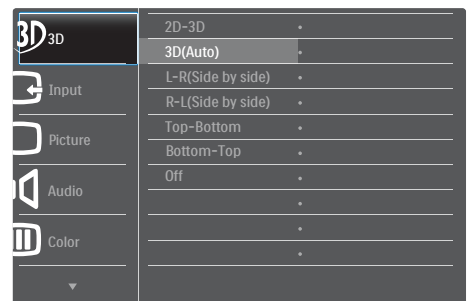 3D 3D
Input
Picture
Audio
Color
2D-3D
3D(Auto)
L-R(Side by side)
R-L(Side by side)
Top-Bottom
Bottom-Top
Off